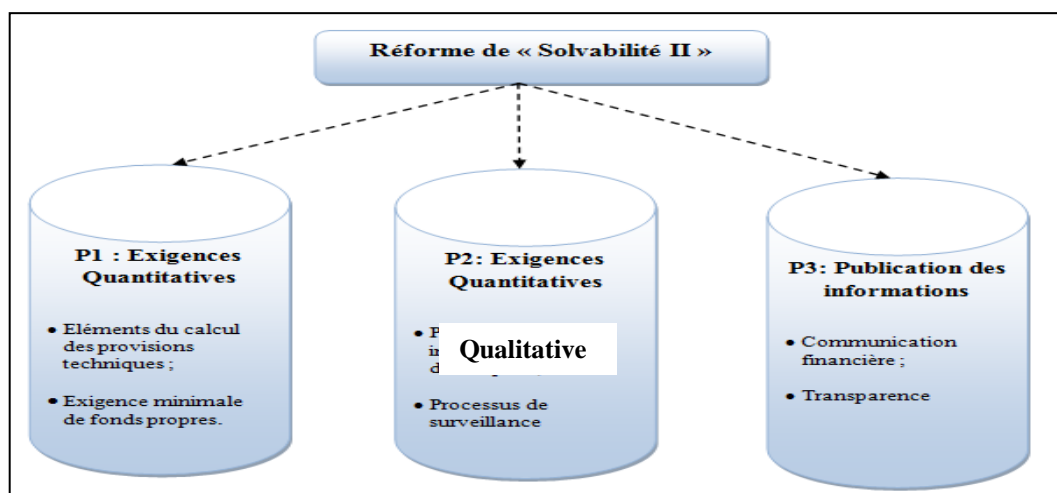 Réforme de « Solvabilité II »
P1 : Exigences
Quantitatives
• Eléments du calcul
des provisions
techniques ;
• Exigence minimale
de fonds propres.
P2: Exigences
Quantitatives
Qualitative
• Processus de
surveillance
P3: Publication des
informations
• Communication
financière ;
• Transparence